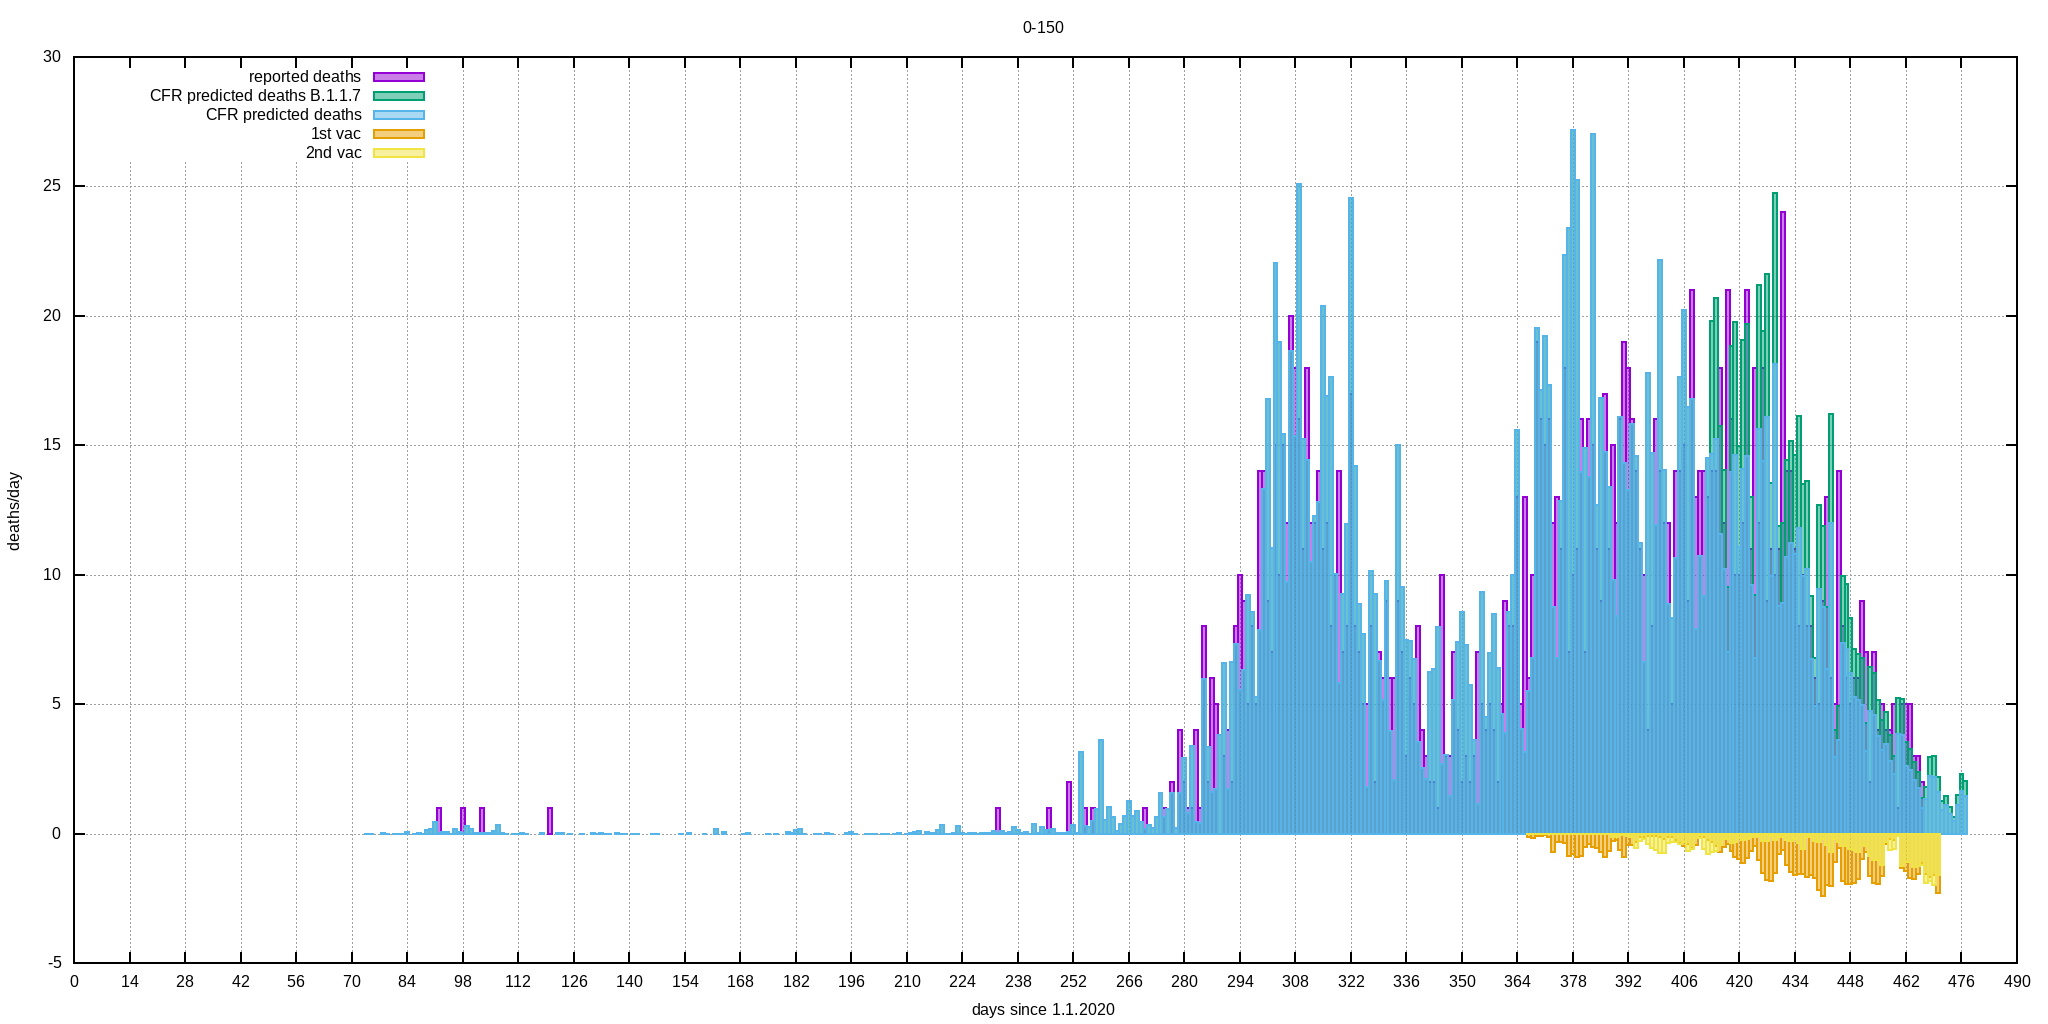 0-150
30
25
20
15
10
5
0
-5
deaths/day
reported deaths
CFR predicted deaths B.1.1.7
CFR predicted deaths
1st vac
2nd vac
0 14 28 42 56 70 84 98 112 126 140 154 168 182 196 210 224 238 252 266 280 294 308 322 336 350 364 378 392 406 420 434 448 462 476 490
days since 1.1.2020